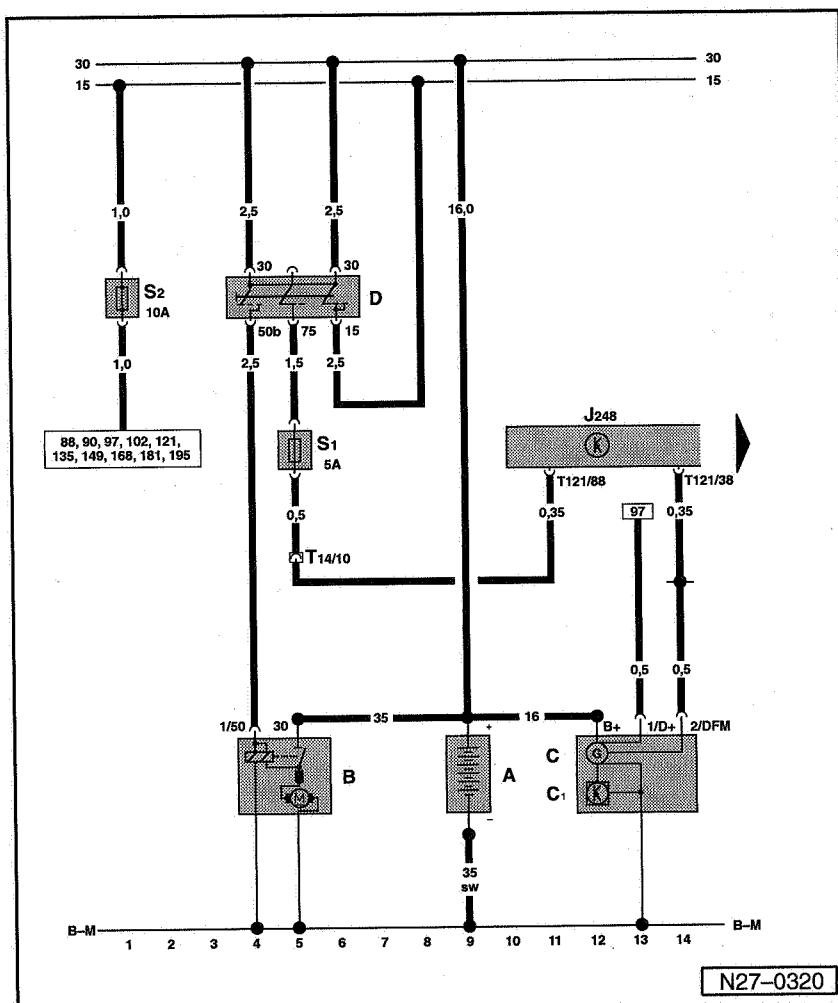 30 30
15 15
1,0 2,5 2,5 16,0
30 30
S2 D
10A
50b 75 15
1,0 2,5 1,5 2,5
J248
K
88, 90, 97, 102, 121,
135, 149, 168, 181, 195
S1
5A
T121/88 T121/38
0,5 0,35 97 0,35
T14/10
0,5 0,5
1/50 30 35 + 16 B+ 1/D+ 2/DFM
G
C
B A
M K
C1
–
35
sw
B–M B–M
1 2 3 4 5 6 7 8 9 10 11 12 13 14
N27–0320